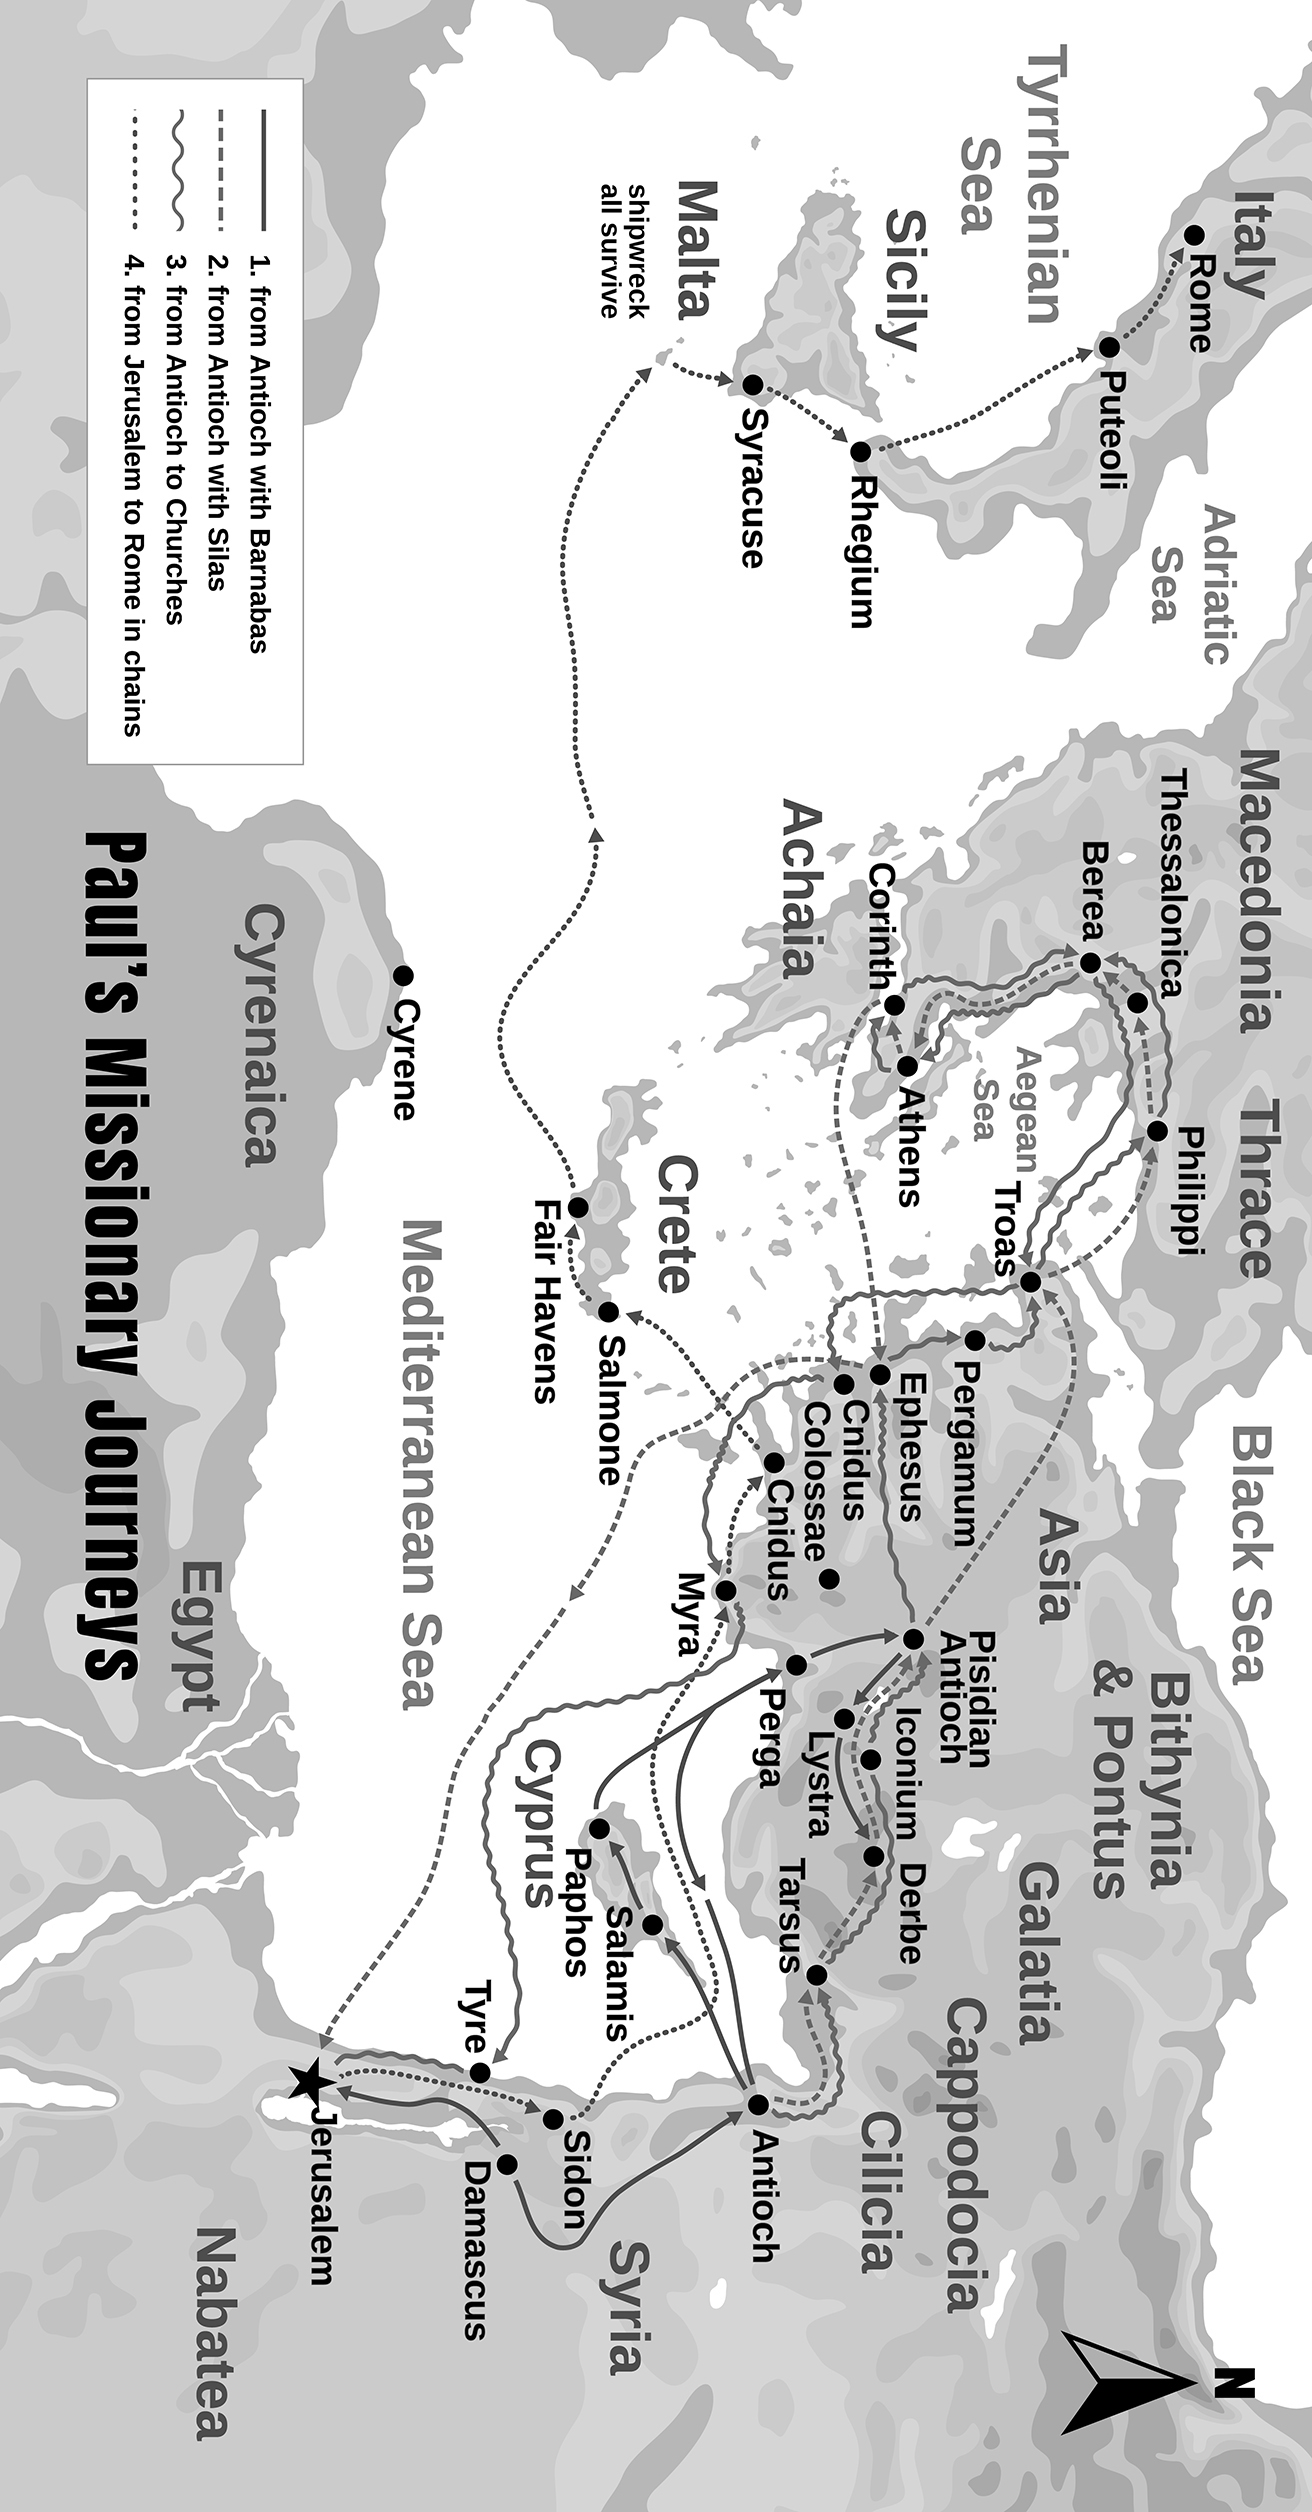 Italy
Rome
Tyrrhenian
Sea
Puteoli
Adriatic
Sea
Sicily
Rhegium
Syracuse
Malta
shipwreck
all survive
Macedonia
Thessalonica
Berea
Thrace
Philippi
Aegean
Sea
Troas
Achaia
Corinth
Athens
Black Sea
Bithynia
& Pontus
Asia
Pergamum
Ephesus
Cnidus
Colossae
Cnidus
Myra
Pisidian
Antioch
Iconium
Lystra
Perga
Derbe
Tarsus
Galatia
Cappodocia
Cilicia
Antioch
N
Crete
Salmone
Fair Havens
Cyprus
Paphos
Salamis
Syria
Sidon
Tyre
Damascus
Mediterranean Sea
Cyrene
Cyrenaica
Egypt
Jerusalem
Nabatea
1. from Antioch with Barnabas
2. from Antioch with Silas
3. from Antioch to Churches
4. from Jerusalem to Rome in chains
Paul's Missionary Journeys